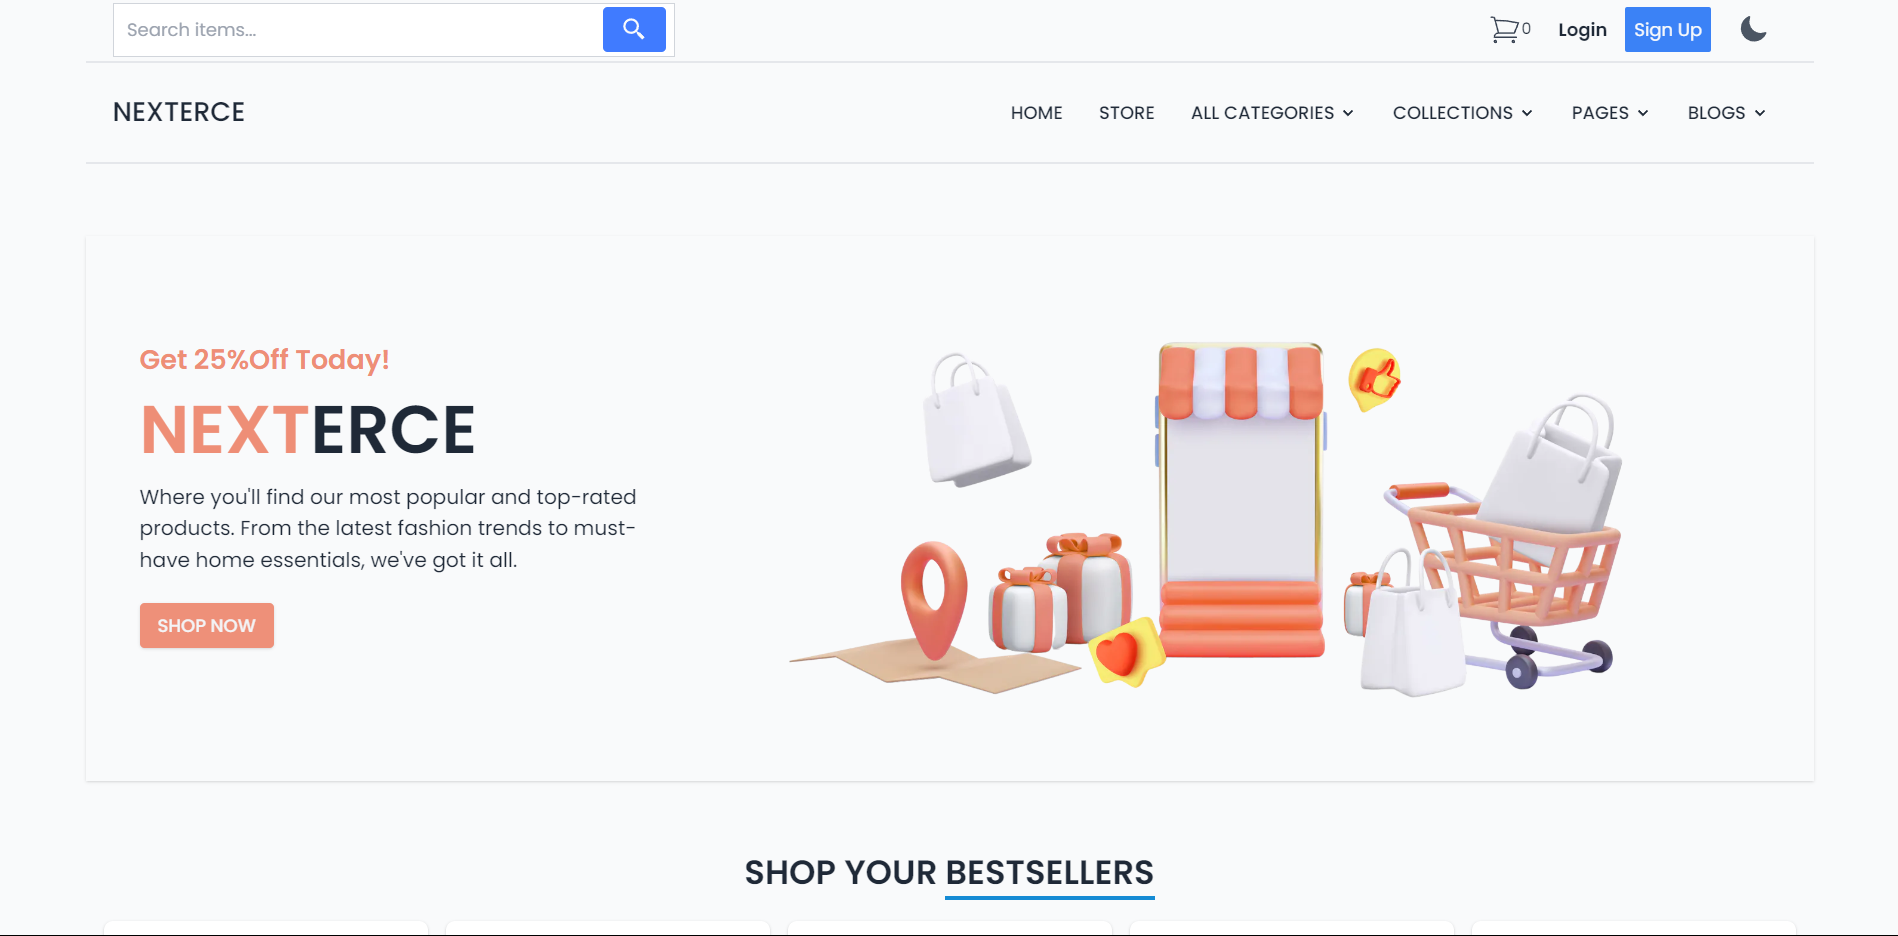 Search items...
0
Login
Sign Up
NEXTERCE
HOME
STORE
ALL CATEGORIES
COLLECTIONS
PAGES
BLOGS
Get 25%Off Today!
NEXTERCE
Where you'll find our most popular and top-rated
products. From the latest fashion trends to must-
have home essentials, we've got it all.
SHOP NOW
SHOP YOUR BESTSELLERS